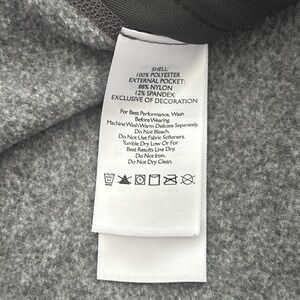 SHELL:
100% POLYESTER
EXTERNAL POCKET:
88% NYLON
12% SPANDEX
EXCLUSIVE OF DECORATION
For Best Performance, Wash
Before Wearing.
Machine Wash Warm Delicate Separately.
Do Not Bleach.
Do Not Use Fabric Softeners.
Tumble Dry Low Or For
Best Results Line Dry.
Do Not Iron.
Do Not Dry Clean.